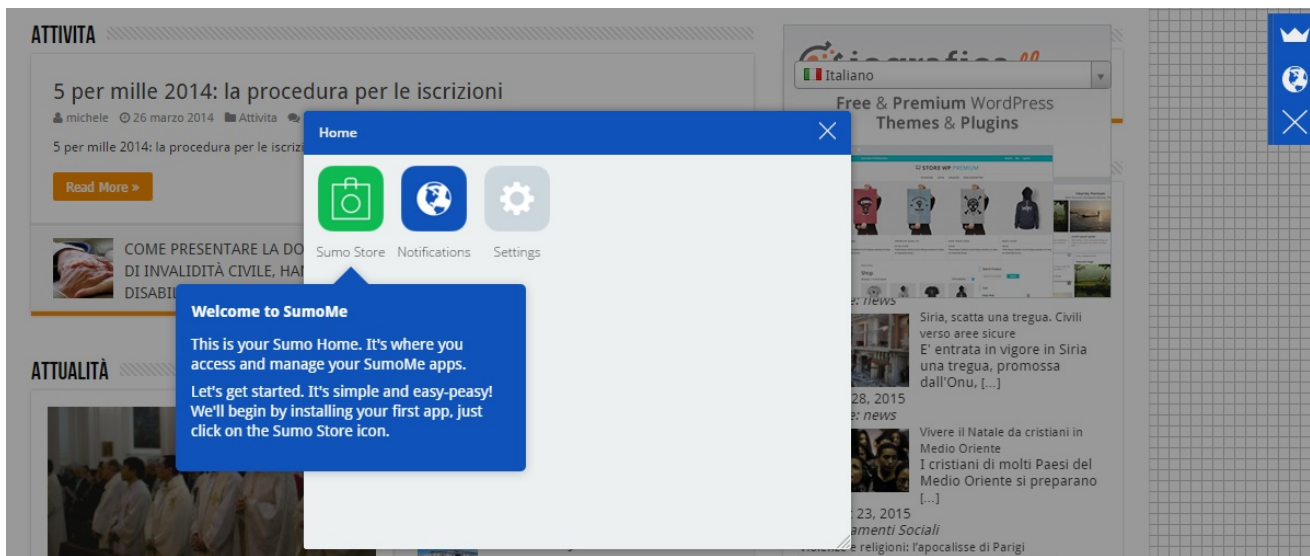 ATTIVITA
5 per mille 2014: la procedura per le iscrizioni
michele 26 marzo 2014 Attivita
5 per mille 2014: la procedura per le iscrizi
Read More »
COME PRESENTARE LA DO
DI INVALIDITÀ CIVILE, HA
DISABIL
ATTUALITÀ
Home
Sumo Store Notifications Settings
Welcome to SumoMe
This is your Sumo Home. It's where you
access and manage your SumoMe apps.
Let's get started. It's simple and easy-peasy!
We'll begin by installing your first app, just
click on the Sumo Store icon.
Italiano
Free & Premium WordPress
Themes & Plugins
STORE WP PREMIUM
Shop
e: news
Siria, scatta una tregua. Civili
verso aree sicure
E' entrata in vigore in Siria
una tregua, promossa
dall'Onu, [...]
28, 2015
e: news
Vivere il Natale da cristiani in
Medio Oriente
I cristiani di molti Paesi del
Medio Oriente si preparano
[...]
23, 2015
amenti Sociali
e religioni: l'apocalisse di Parigi